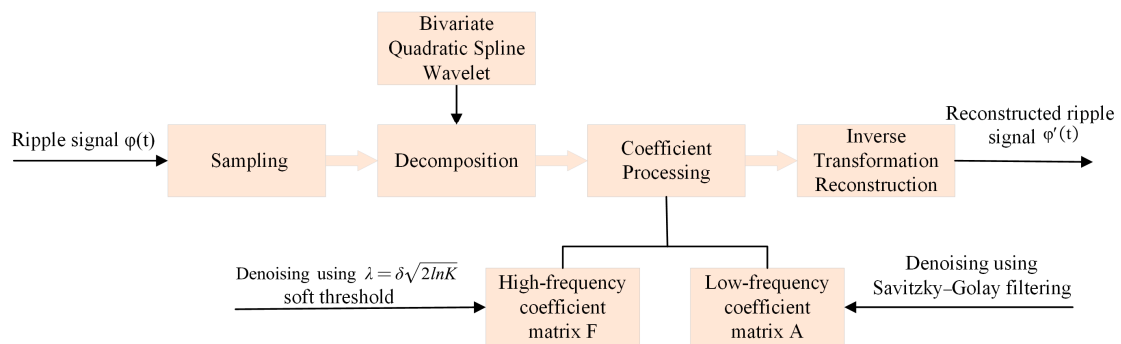 Bivariate
Quadratic Spline
Wavelet
Ripple signal φ(t)
Sampling
Decomposition
Coefficient
Processing
Inverse
Transformation
Reconstruction
Reconstructed ripple
signal φ′(t)
Denoising using λ = δ√2lnK
soft threshold
High-frequency
coefficient
matrix F
Low-frequency
coefficient
matrix A
Denoising using
Savitzky–Golay filtering